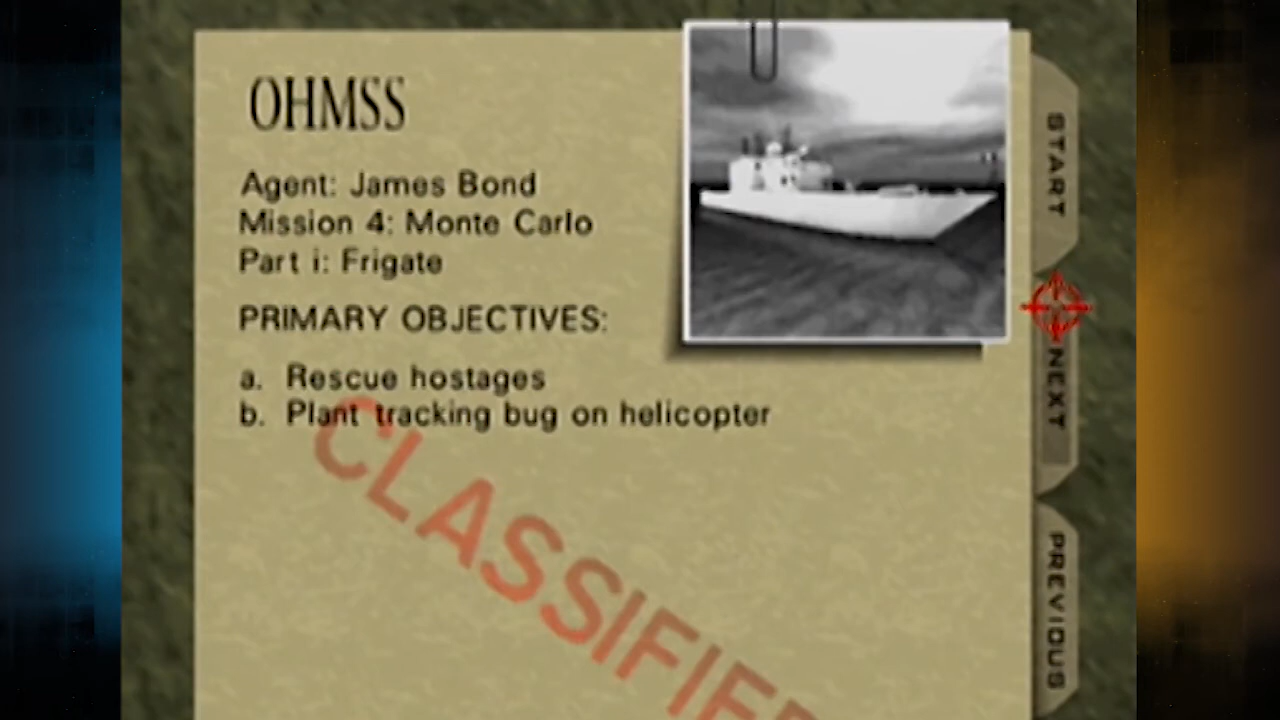 OHMSS
Agent: James Bond
Mission 4: Monte Carlo
Part i: Frigate
PRIMARY OBJECTIVES:
a. Rescue hostages
b. Plant tracking bug on helicopter
CLASSIFIE
START
NEXT
PREVIOUS